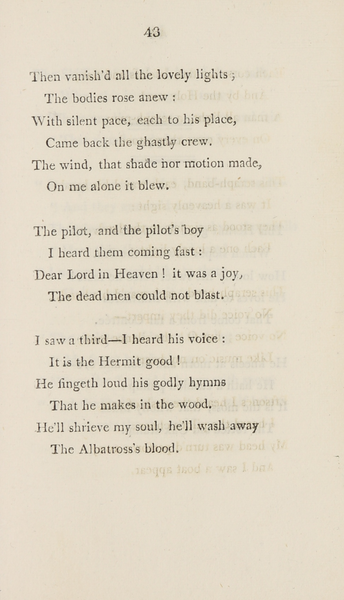 43
Then vanish'd all the lovely lights;
The bodies rose anew:
With silent pace, each to his place,
Came back the ghastly crew.
The wind, that shade nor motion made,
On me alone it blew.
The pilot, and the pilot's boy
I heard them coming fast:
Dear Lord in Heaven! it was a joy,
The dead men could not blast.
I saw a third—I heard his voice:
It is the Hermit good!
He singeth loud his godly hymns
That he makes in the wood.
He'll shrieve my soul, he'll wash away
The Albatross's blood.